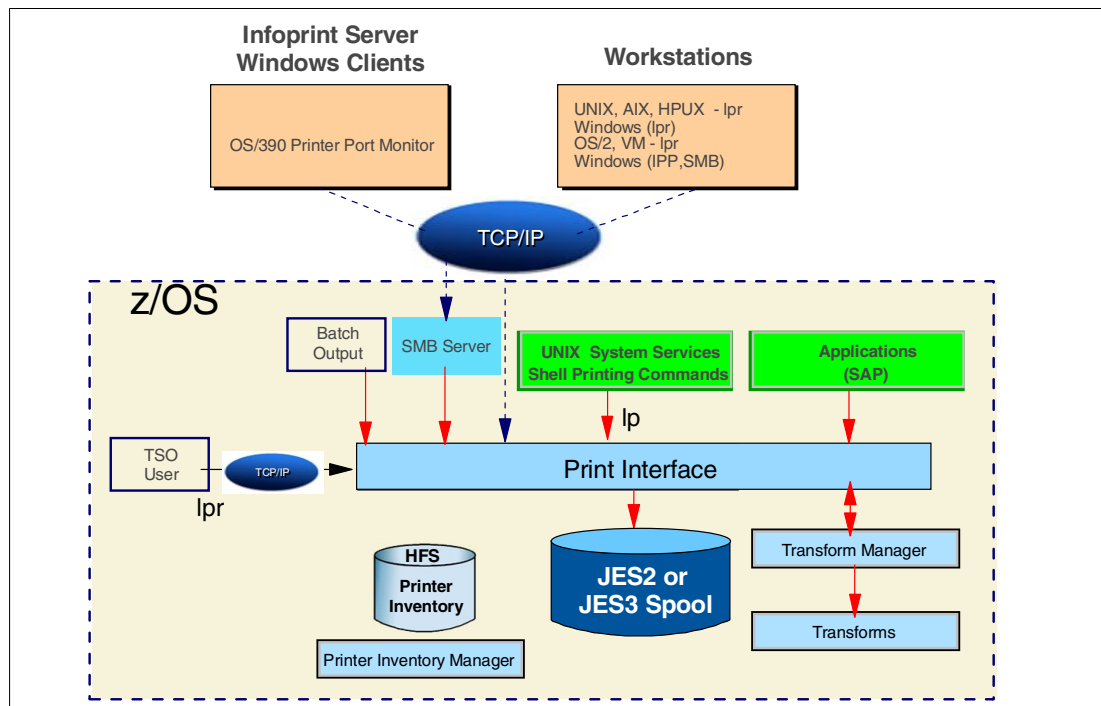 Infoprint Server
Windows Clients
Workstations
OS/390 Printer Port Monitor
UNIX, AIX, HPUX - lpr
Windows (lpr)
OS/2, VM - lpr
Windows (IPP,SMB)
TCP/IP
z/OS
Batch
Output
SMB Server
UNIX System Services
Shell Printing Commands
Applications
(SAP)
lp
TSO
User
TCP/IP
lpr
Print Interface
HFS
Printer
Inventory
JES2 or
JES3 Spool
Transform Manager
Transforms
Printer Inventory Manager